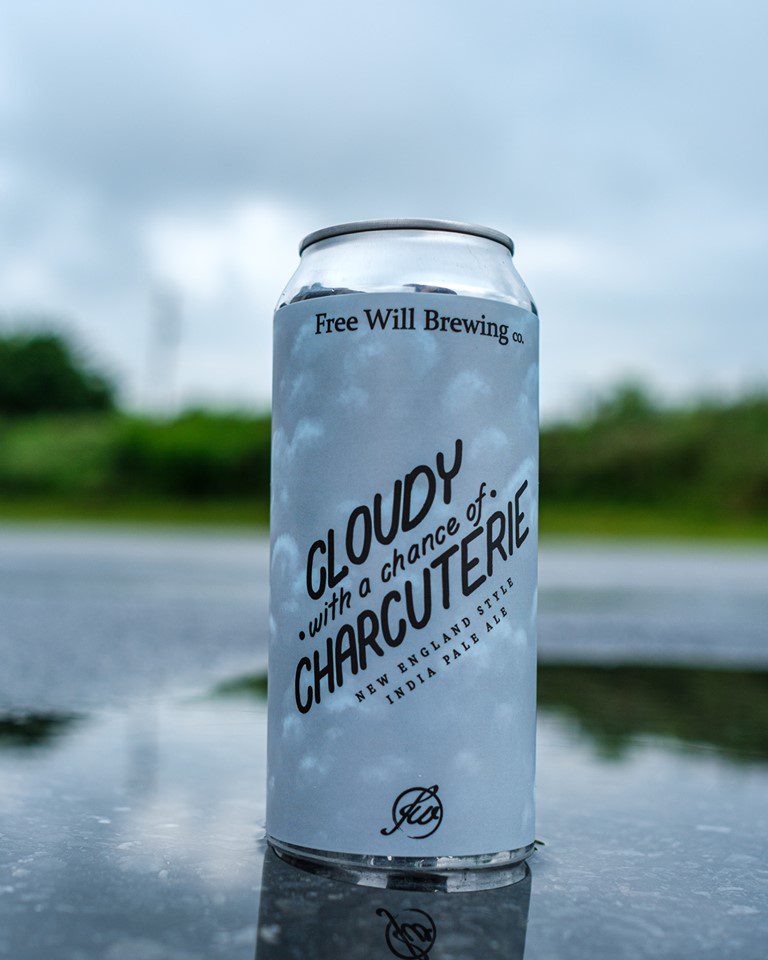 Free Will Brewing co.
CLOUDY
• with a chance of •
CHARCUTERIE
NEW ENGLAND STYLE
INDIA PALE ALE